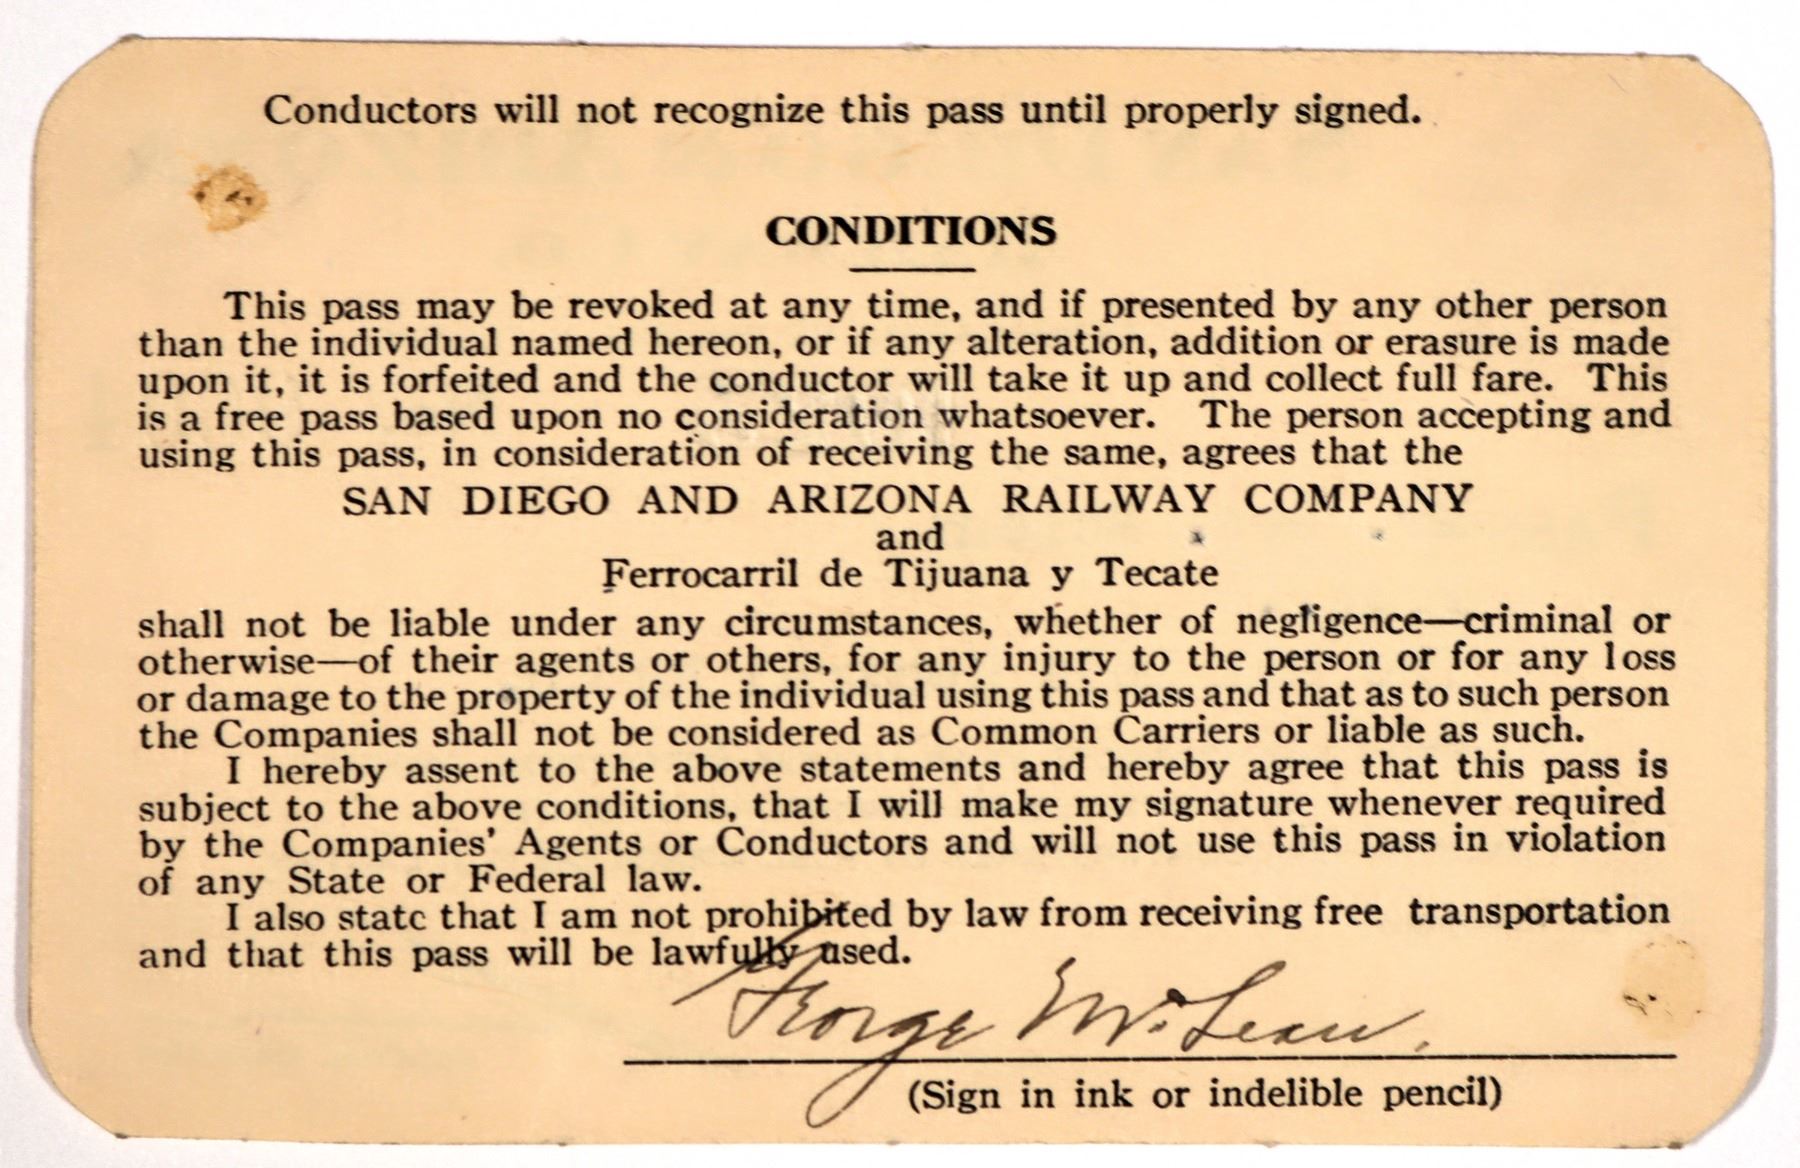 Conductors will not recognize this pass until properly signed.
CONDITIONS
This pass may be revoked at any time, and if presented by any other person
than the individual named hereon, or if any alteration, addition or erasure is made
upon it, it is forfeited and the conductor will take it up and collect full fare. This
is a free pass based upon no consideration whatsoever. The person accepting and
using this pass, in consideration of receiving the same, agrees that the
SAN DIEGO AND ARIZONA RAILWAY COMPANY
and
Ferrocarril de Tijuana y Tecate
shall not be liable under any circumstances, whether of negligence—criminal or
otherwise—of their agents or others, for any injury to the person or for any loss
or damage to the property of the individual using this pass and that as to such person
the Companies shall not be considered as Common Carriers or liable as such.
I hereby assent to the above statements and hereby agree that this pass is
subject to the above conditions, that I will make my signature whenever required
by the Companies' Agents or Conductors and will not use this pass in violation
of any State or Federal law.
I also state that I am not prohibited by law from receiving free transportation
and that this pass will be lawfully used.
George McLean.
(Sign in ink or indelible pencil)